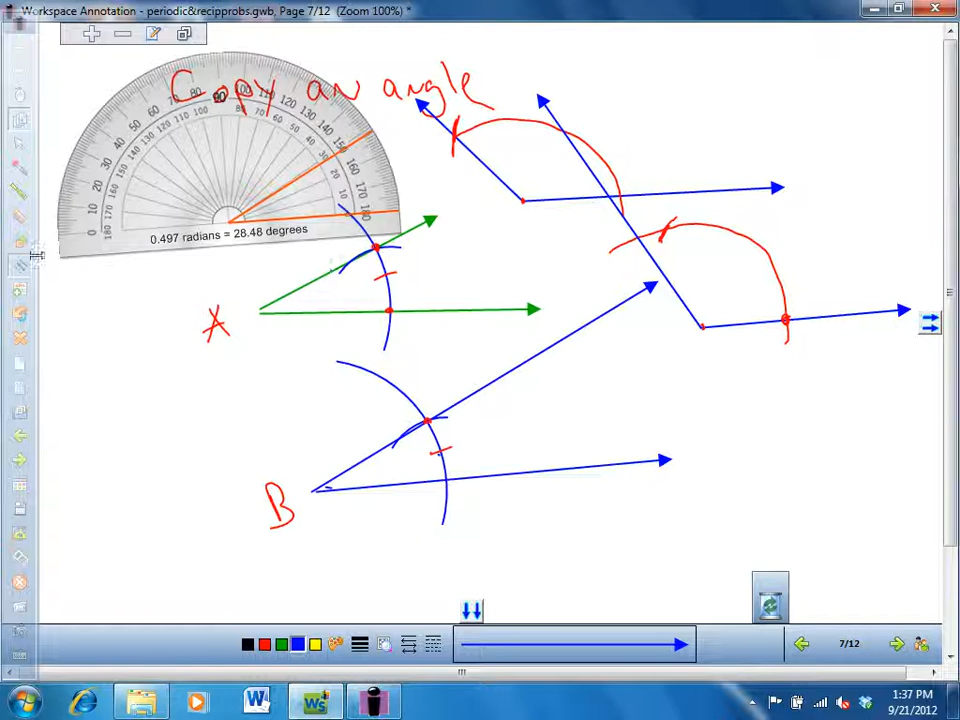 Workspace Annotation - periodic&recipprobs.gwb, Page 7/12 (Zoom 100%) *
Copy an angle
0.497 radians = 28.48 degrees
A
B
7/12
W
1:37 PM
9/21/2012